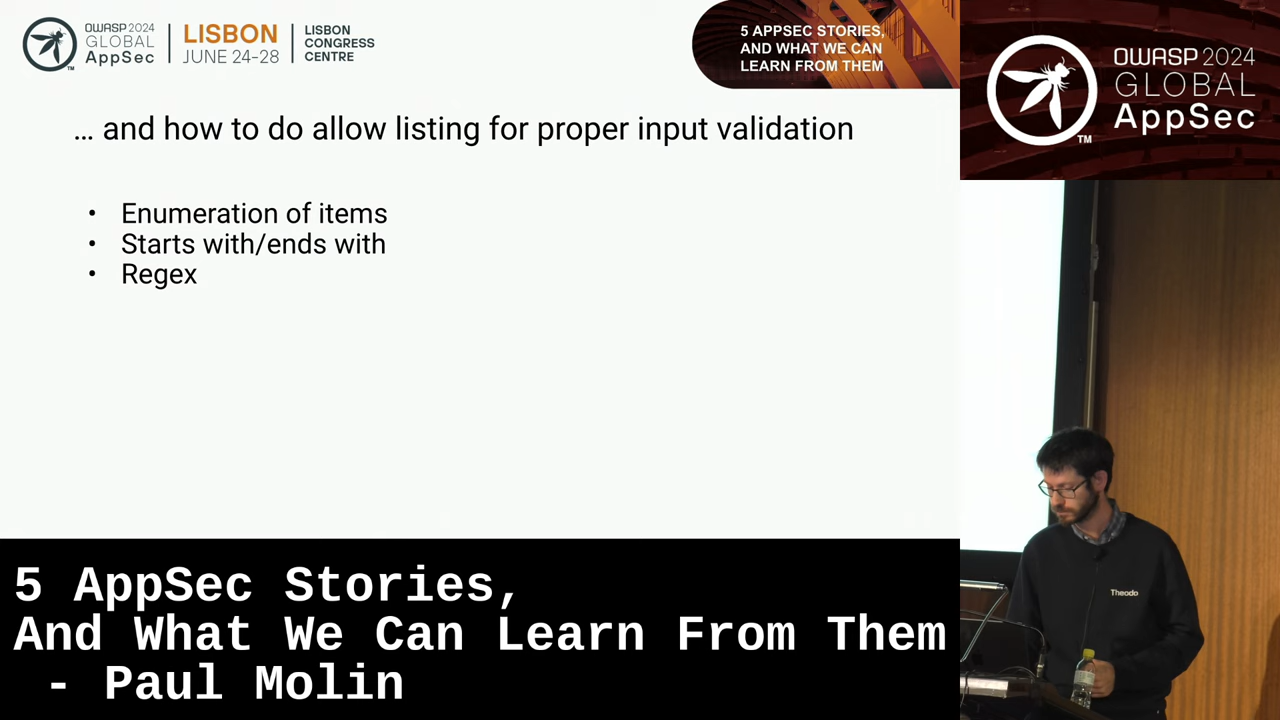 OWASP 2024
GLOBAL
AppSec
TM
LISBON
JUNE 24-28
LISBON
CONGRESS
CENTRE
5 APPSEC STORIES,
AND WHAT WE CAN
LEARN FROM THEM
OWASP 2024
GLOBAL
AppSec
TM
... and how to do allow listing for proper input validation
• Enumeration of items
• Starts with/ends with
• Regex
Theodo
5 AppSec Stories,
And What We Can Learn From Them
- Paul Molin